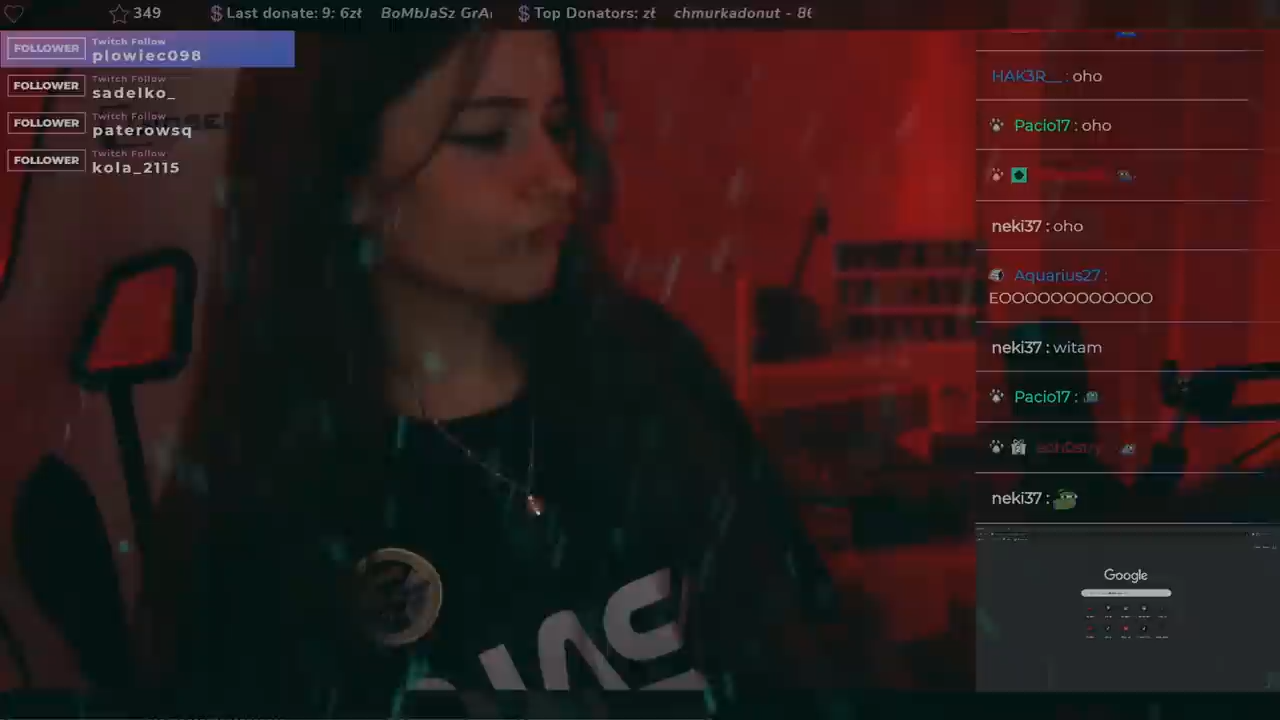 349
$ Last donate: 9: 6zł
BoMbJaSz GrA
$ Top Donators: zł
chmurkadonut - 8
FOLLOWER
Twitch Follow
plowiec098
FOLLOWER
Twitch Follow
sadelko_
FOLLOWER
Twitch Follow
paterowsq
FOLLOWER
Twitch Follow
kola_2115
HAK3R__ : oho
Pacio17 : oho
neki37 : oho
Aquarius27 :
EOOOOOOOOOOOO
neki37 : witam
Pacio17 :
neki37 :
Google